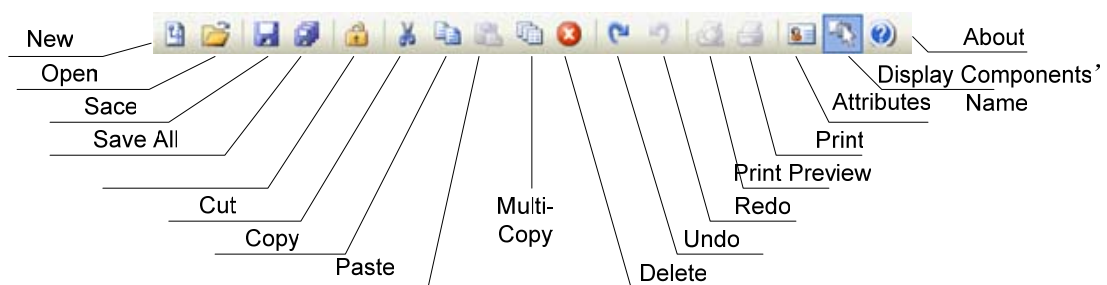 New
Open
Sace
Save All
Cut
Copy
Paste
Multi-
Copy
Delete
Undo
Redo
Print Preview
Print
Attributes
Display Components’
Name
About